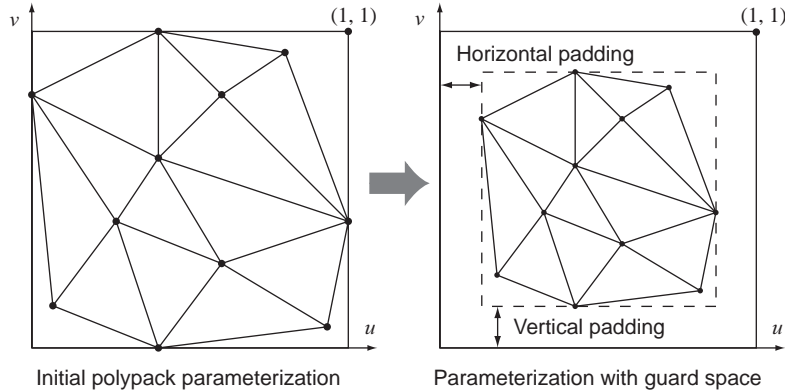 v
(1, 1)
u
Initial polypack parameterization
v
(1, 1)
Horizontal padding
Vertical padding
u
Parameterization with guard space